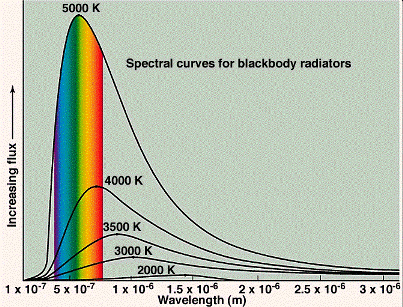 5000 K
Spectral curves for blackbody radiators
Increasing flux
4000 K
3500 K
3000 K
2000 K
1 x 10⁻⁷ 5 x 10⁻⁷ 1 x 10⁻⁶ 1.5 x 10⁻⁶ 2 x 10⁻⁶ 2.5 x 10⁻⁶ 3 x 10⁻⁶
Wavelength (m)